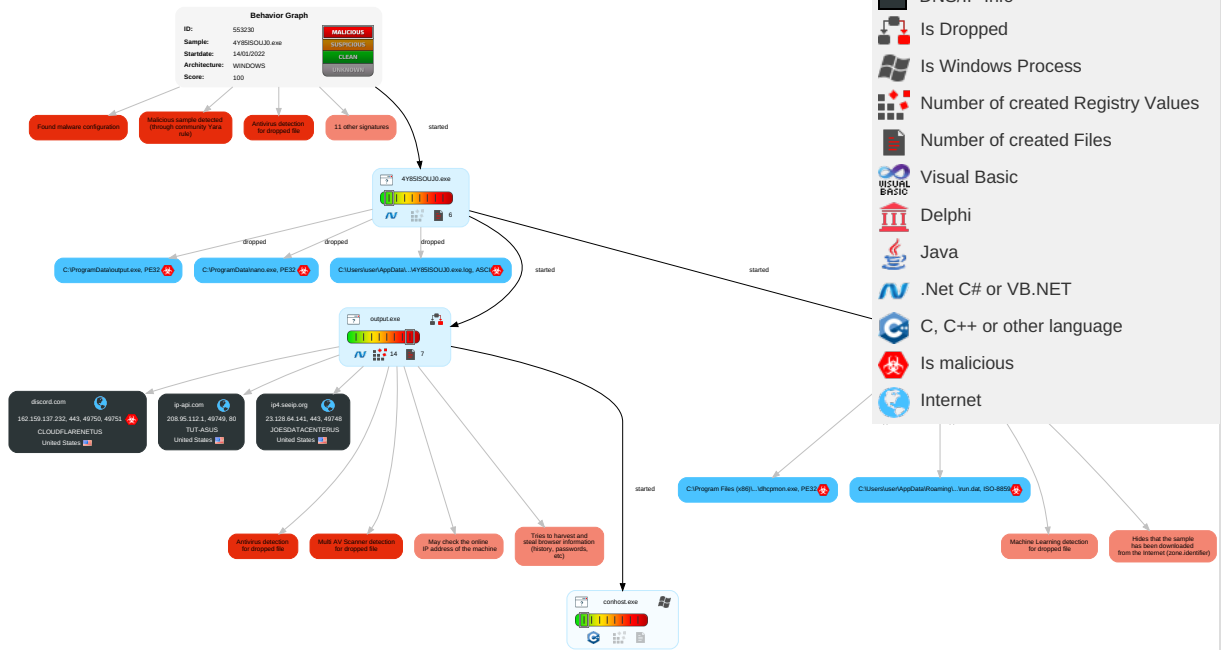 Behavior Graph
ID: 553230
Sample: 4Y85ISOUJ0.exe
Startdate: 14/01/2022
Architecture: WINDOWS
Score: 100
MALICIOUS
SUSPICIOUS
CLEAN
UNKNOWN
Is Dropped
Is Windows Process
Number of created Registry Values
Number of created Files
VISUAL
BASIC
Visual Basic
Delphi
Java
.Net C# or VB.NET
C, C++ or other language
Is malicious
Internet
Found malware configuration
Malicious sample detected
(through community Yara
rule)
Antivirus detection
for dropped file
11 other signatures
started
4Y85ISOUJ0.exe
6
dropped
dropped
dropped
C:\ProgramData\output.exe, PE32
C:\ProgramData\nano.exe, PE32
C:\Users\user\AppData\...\4Y85ISOUJ0.exe.log, ASCII
started
started
output.exe
14
7
discord.com
162.159.137.232, 443, 49750, 49751
CLOUDFLARENETUS
United States
ip-api.com
208.95.112.1, 49749, 80
TUT-ASUS
United States
ip4.seeip.org
23.128.64.141, 443, 49748
JOESDATACENTERUS
United States
started
C:\Program Files (x86)\...\dhcpmon.exe, PE32
C:\Users\user\AppData\Roaming\...\run.dat, ISO-8859
Antivirus detection
for dropped file
Multi AV Scanner detection
for dropped file
May check the online
IP address of the machine
Tries to harvest and
steal browser information
(history, passwords,
etc)
Machine Learning detection
for dropped file
Hides that the sample
has been downloaded
from the Internet (zone.identifier)
conhost.exe